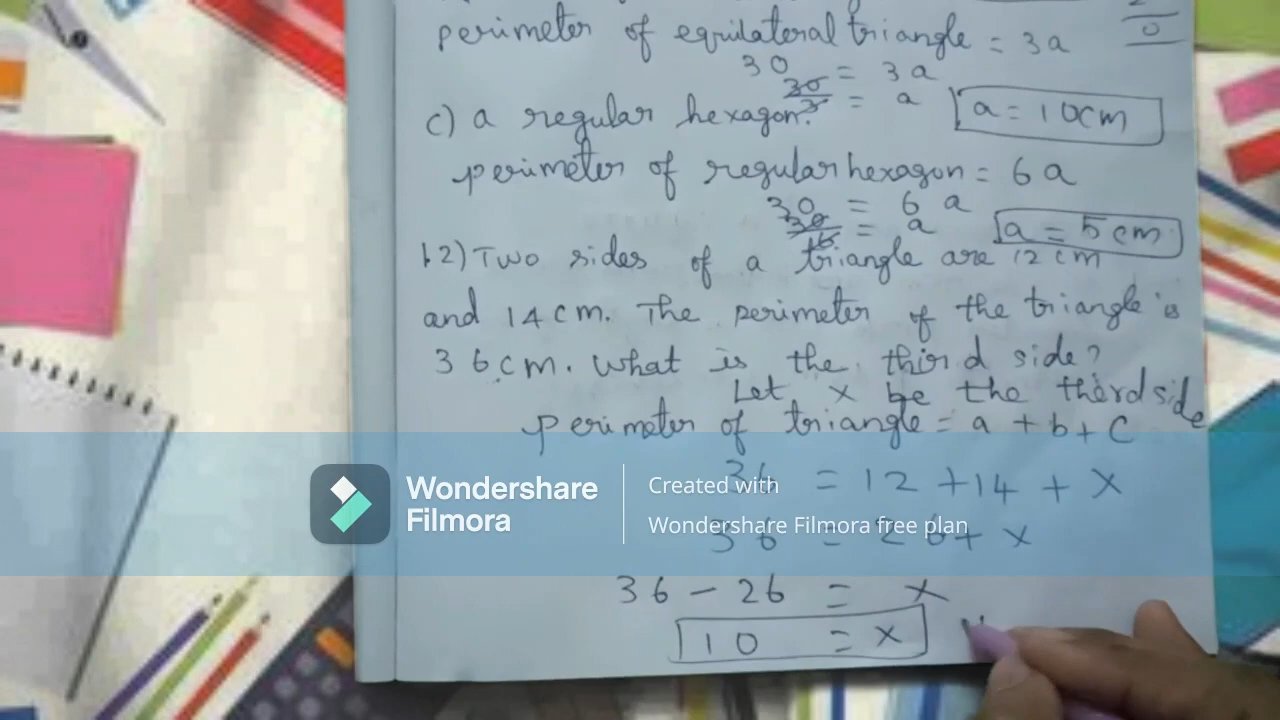 perimeter of equilateral triangle = 3a
30 = 3a
30/3 = a
a = 10cm
c) a regular hexagon?
perimeter of regular hexagon = 6a
30 = 6a
30/6 = a
a = 5cm
12) Two sides of a triangle are 12cm
and 14cm. The perimeter of the triangle is
36cm. What is the third side?
Let x be the third side
perimeter of triangle = a + b + c
36 = 12 + 14 + x
36 = 26 + x
36 - 26 = x
10 = x
Wondershare
Filmora
Created with
Wondershare Filmora free plan